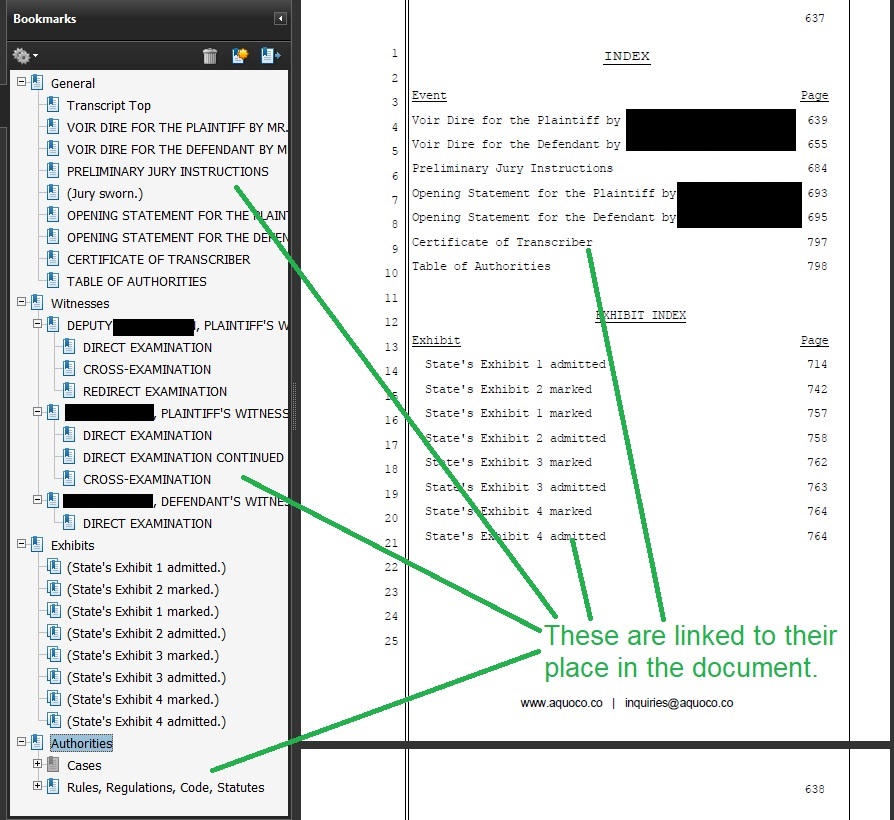 Bookmarks
General
Transcript Top
VOIR DIRE FOR THE PLAINTIFF BY MR.
VOIR DIRE FOR THE DEFENDANT BY M
PRELIMINARY JURY INSTRUCTIONS
(Jury sworn.)
OPENING STATEMENT FOR THE PLAINT
OPENING STATEMENT FOR THE DEFEN
CERTIFICATE OF TRANSCRIBER
TABLE OF AUTHORITIES
Witnesses
DEPUTY , PLAINTIFF'S W
DIRECT EXAMINATION
CROSS-EXAMINATION
REDIRECT EXAMINATION
, PLAINTIFF'S WITNESS
DIRECT EXAMINATION
DIRECT EXAMINATION CONTINUED
CROSS-EXAMINATION
, DEFENDANT'S WITNES
DIRECT EXAMINATION
Exhibits
(State's Exhibit 1 admitted.)
(State's Exhibit 2 marked.)
(State's Exhibit 1 marked.)
(State's Exhibit 2 admitted.)
(State's Exhibit 3 marked.)
(State's Exhibit 3 admitted.)
(State's Exhibit 4 marked.)
(State's Exhibit 4 admitted.)
Authorities
Cases
Rules, Regulations, Code, Statutes
637
1
2
3
4
5
6
7
8
9
10
11
12
13
14
15
16
17
18
19
20
21
22
23
24
25
INDEX
Event Page
Voir Dire for the Plaintiff by 639
Voir Dire for the Defendant by 655
Preliminary Jury Instructions 684
Opening Statement for the Plaintiff by 693
Opening Statement for the Defendant by 695
Certificate of Transcriber 797
Table of Authorities 798
EXHIBIT INDEX
Exhibit Page
State's Exhibit 1 admitted 714
State's Exhibit 2 marked 742
State's Exhibit 1 marked 757
State's Exhibit 2 admitted 758
State's Exhibit 3 marked 762
State's Exhibit 3 admitted 763
State's Exhibit 4 marked 764
State's Exhibit 4 admitted 764
These are linked to their
place in the document.
www.aquoco.co | inquiries@aquoco.co
638